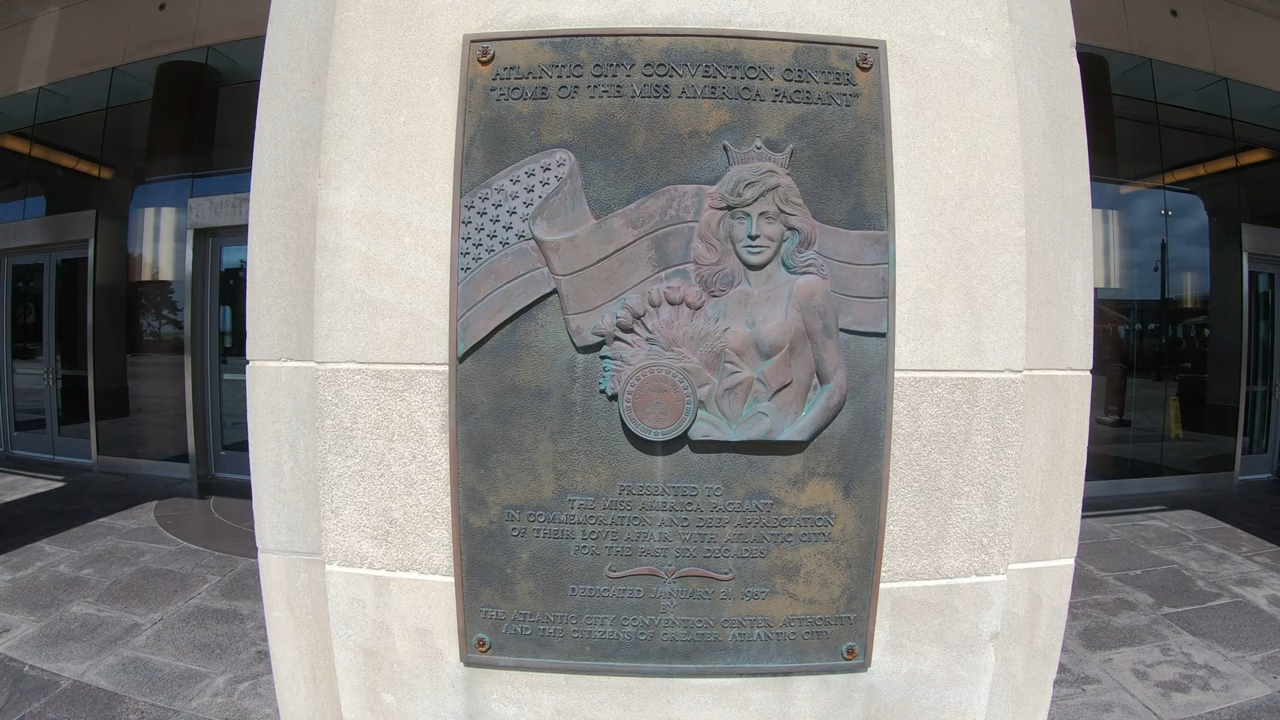 ATLANTIC CITY CONVENTION CENTER
"HOME OF THE MISS AMERICA PAGEANT"
PRESENTED TO
THE MISS AMERICA PAGEANT
IN COMMEMORATION AND DEEP APPRECIATION
OF THEIR LOVE AFFAIR WITH ATLANTIC CITY
FOR THE PAST SIX DECADES
DEDICATED JANUARY 21, 1987
BY
THE ATLANTIC CITY CONVENTION CENTER AUTHORITY
AND THE CITIZENS OF GREATER ATLANTIC CITY